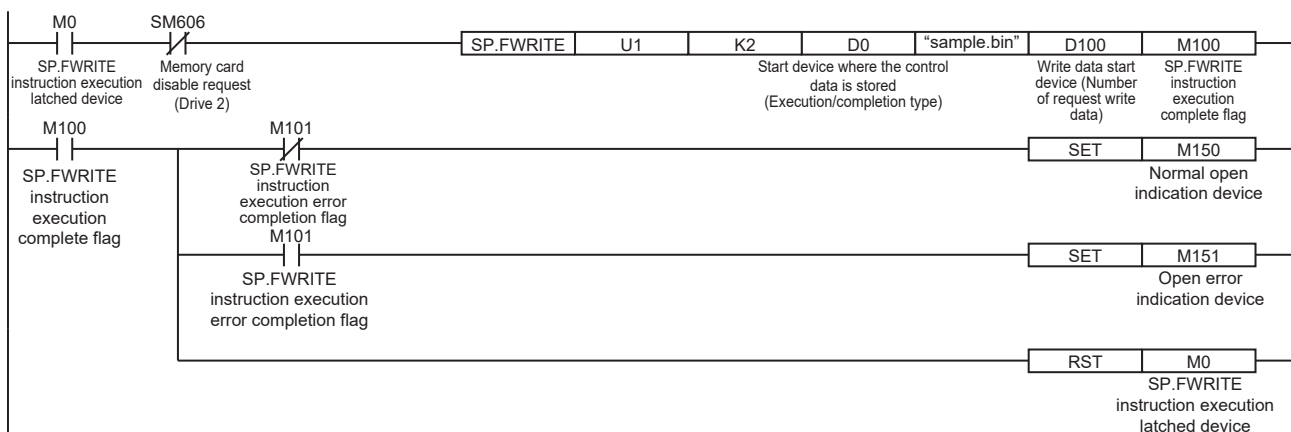 M0 SM606
SP.FWRITE U1 K2 D0 “sample.bin” D100 M100
SP.FWRITE
instruction execution
latched device
Memory card
disable request
(Drive 2)
Start device where the control
data is stored
(Execution/completion type)
Write data start
device (Number
of request write
data)
SP.FWRITE
instruction
execution
complete flag
M100 M101
SET M150
SP.FWRITE
instruction
execution
complete flag
SP.FWRITE
instruction
execution error
completion flag
Normal open
indication device
M101
SET M151
SP.FWRITE
instruction execution
error completion flag
Open error
indication device
RST M0
SP.FWRITE
instruction execution
latched device